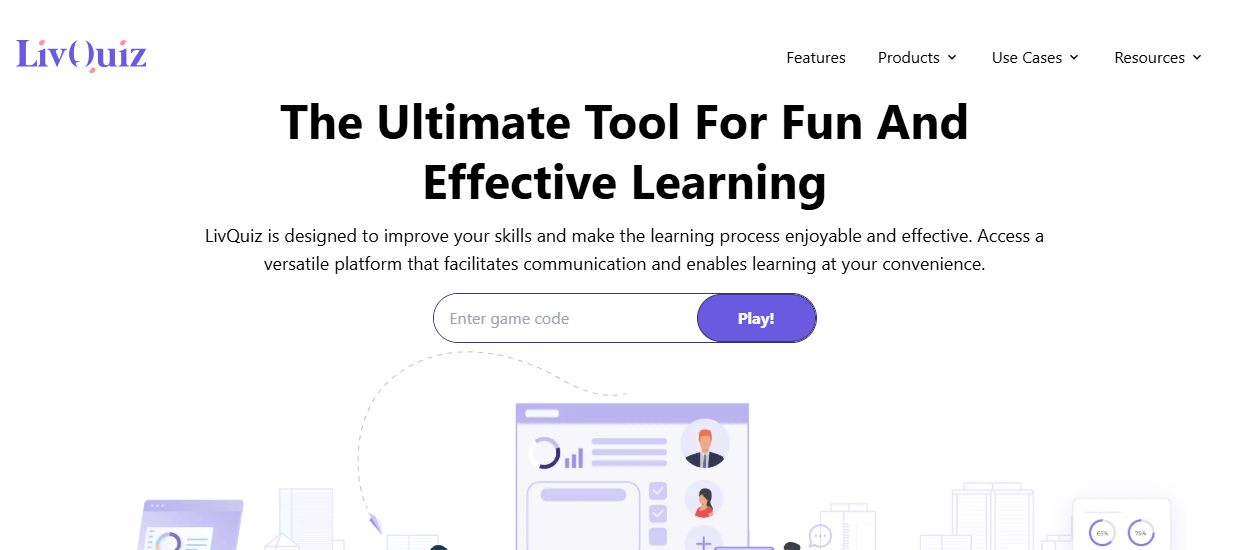 LivQuiz
Features Products Use Cases Resources
The Ultimate Tool For Fun And
Effective Learning
LivQuiz is designed to improve your skills and make the learning process enjoyable and effective. Access a
versatile platform that facilitates communication and enables learning at your convenience.
Enter game code Play!
65% 75%